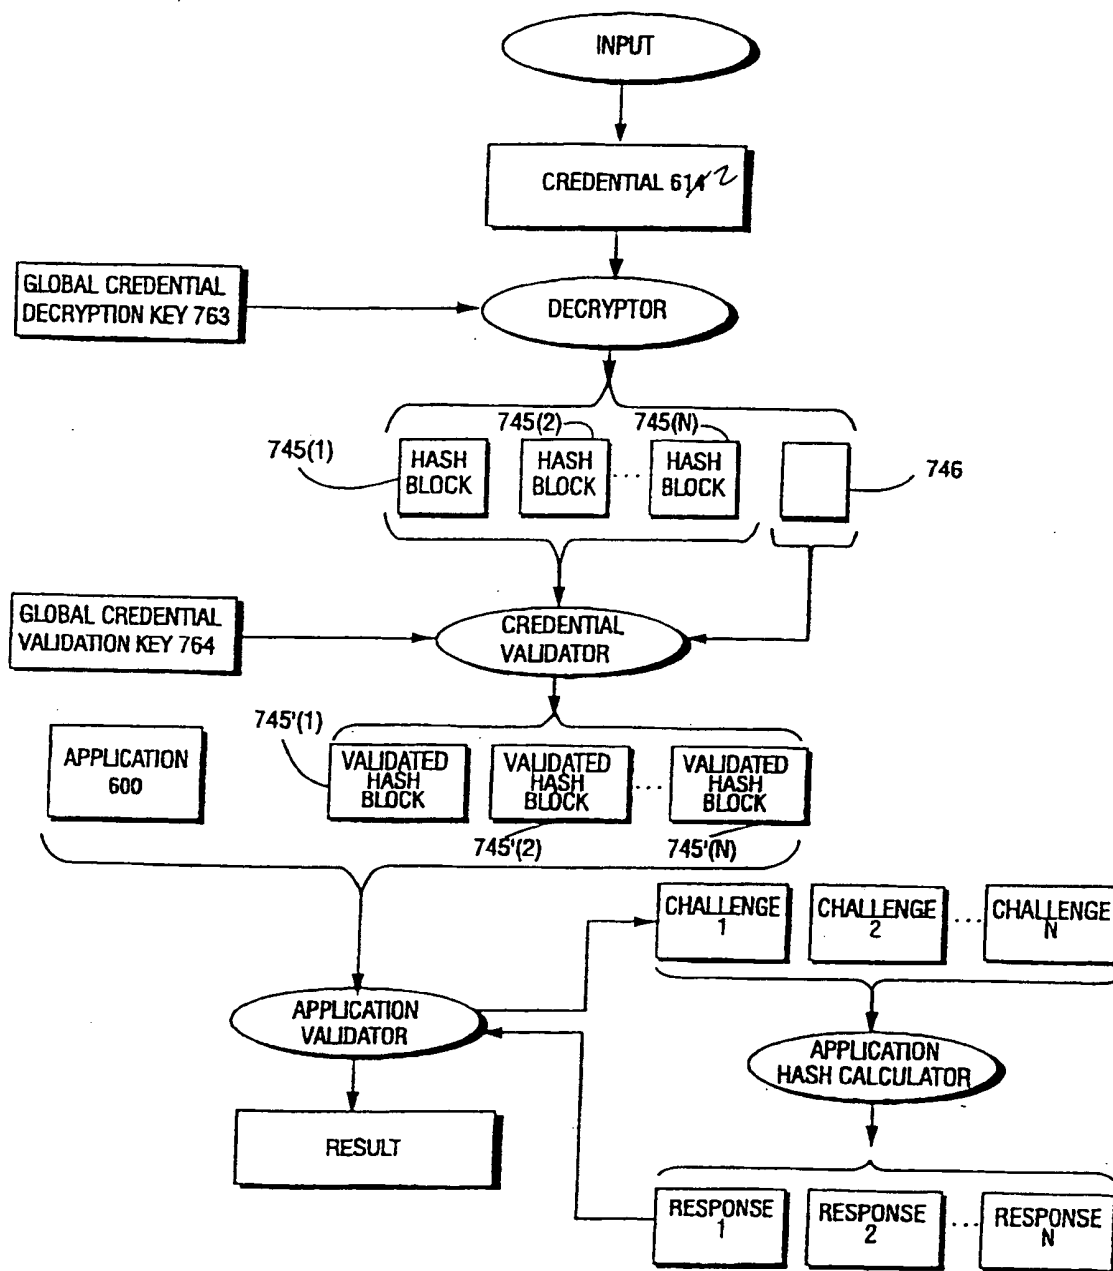 INPUT
CREDENTIAL 614 2
GLOBAL CREDENTIAL
DECRYPTION KEY 763
DECRYPTOR
745(1)
745(2)
745(N)
HASH
BLOCK
HASH
BLOCK
...
HASH
BLOCK
746
GLOBAL CREDENTIAL
VALIDATION KEY 764
CREDENTIAL
VALIDATOR
745'(1)
APPLICATION
600
VALIDATED
HASH
BLOCK
VALIDATED
HASH
BLOCK
...
VALIDATED
HASH
BLOCK
745'(2)
745'(N)
CHALLENGE
1
CHALLENGE
2
...
CHALLENGE
N
APPLICATION
VALIDATOR
APPLICATION
HASH CALCULATOR
RESULT
RESPONSE
1
RESPONSE
2
...
RESPONSE
N